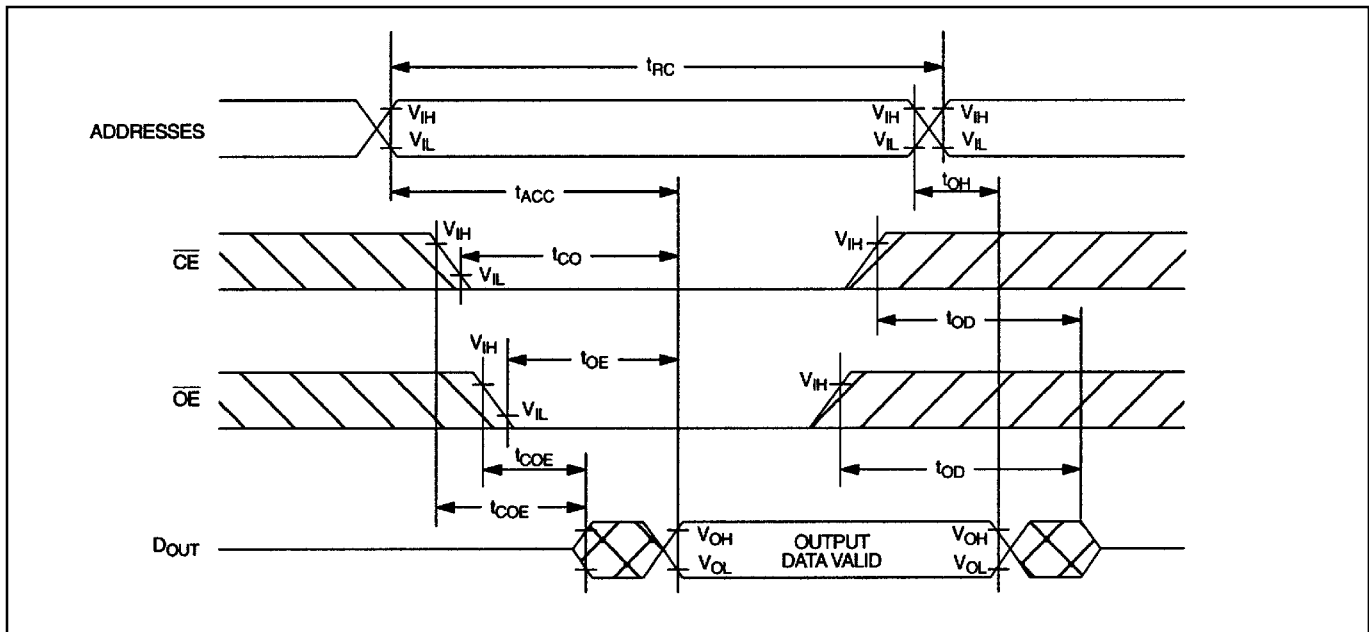 tRC
ADDRESSES
VIH
VIL
VIH
VIL
VIH
VIL
tACC
tOH
CE
VIH
VIL
tCO
VIH
tOD
OE
VIH
VIL
tOE
VIH
tCOE
tOD
tCOE
DOUT
VOH
VOL
OUTPUT
DATA VALID
VOH
VOL